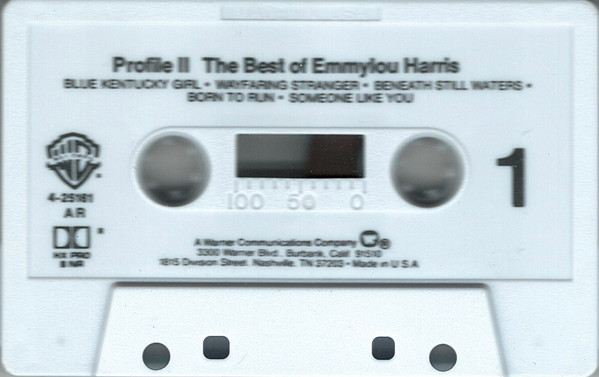 Profile II The Best of Emmylou Harris
BLUE KENTUCKY GIRL • WAYFARING STRANGER • BENEATH STILL WATERS •
BORN TO RUN • SOMEONE LIKE YOU
4-25161
AR
HX PRO
B NR
1
100 50 0
A Warner Communications Company ®
3300 Warner Blvd., Burbank, Calif. 91510
1815 Division Street, Nashville, TN 37203 • Made in U.S.A.